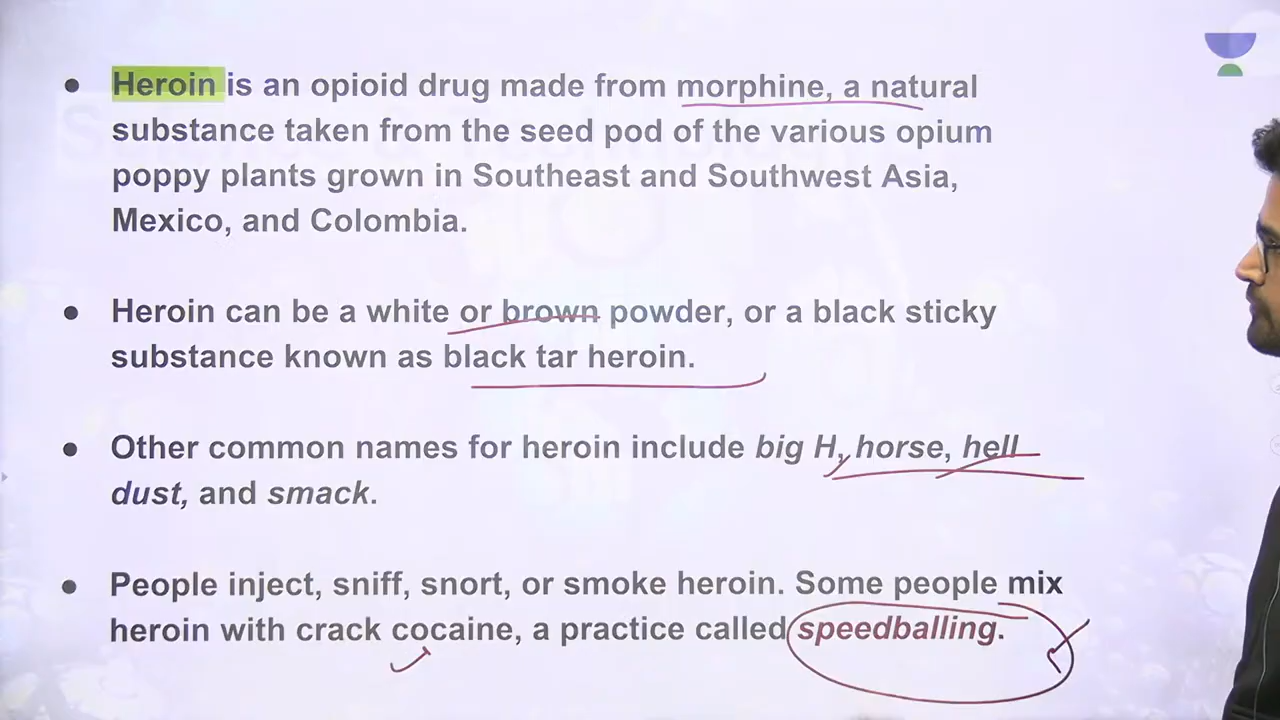 • Heroin is an opioid drug made from morphine, a natural
substance taken from the seed pod of the various opium
poppy plants grown in Southeast and Southwest Asia,
Mexico, and Colombia.
• Heroin can be a white or brown powder, or a black sticky
substance known as black tar heroin.
• Other common names for heroin include big H, horse, hell
dust, and smack.
• People inject, sniff, snort, or smoke heroin. Some people mix
heroin with crack cocaine, a practice called speedballing.